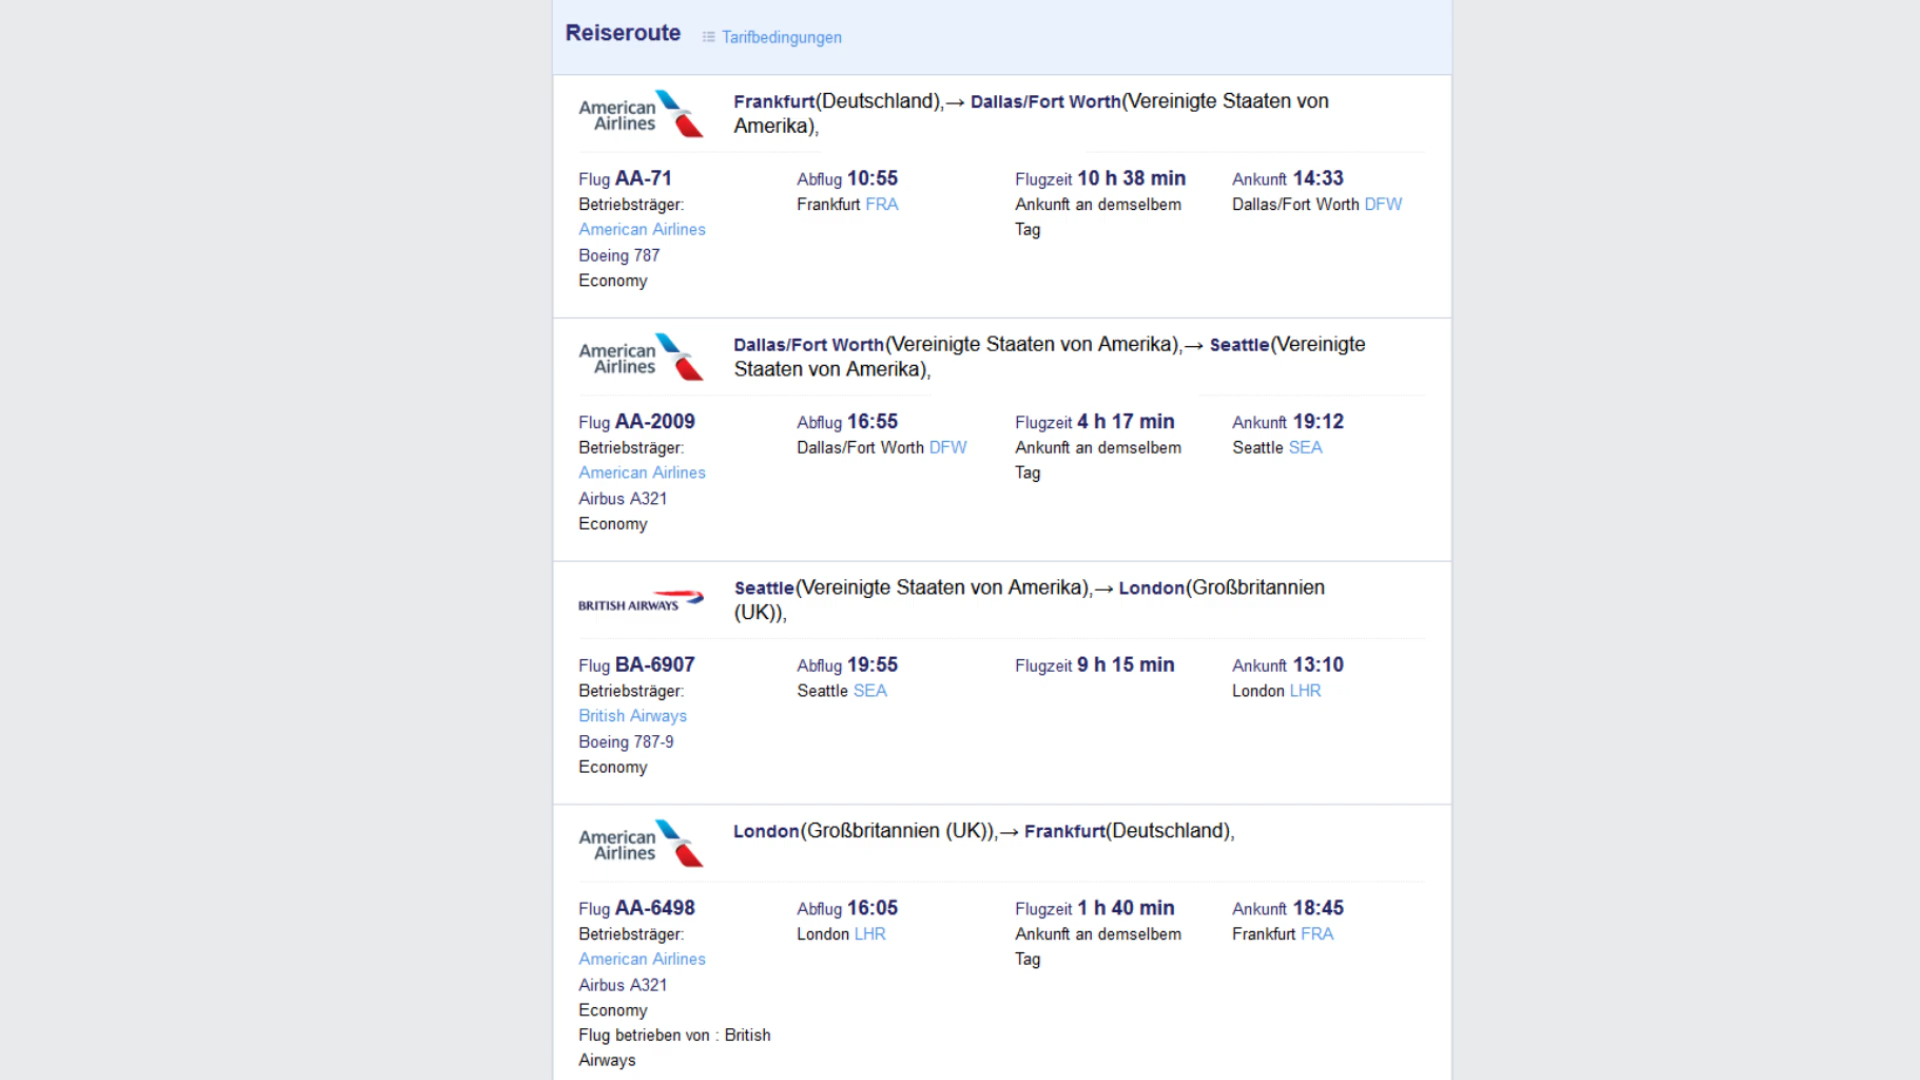 Reiseroute Tarifbedingungen
American Airlines
Frankfurt(Deutschland),→ Dallas/Fort Worth(Vereinigte Staaten von
Amerika),
Flug AA-71 Abflug 10:55 Flugzeit 10 h 38 min Ankunft 14:33
Betriebsträger: Frankfurt FRA Ankunft an demselbem Dallas/Fort Worth DFW
American Airlines Tag
Boeing 787
Economy
American Airlines
Dallas/Fort Worth(Vereinigte Staaten von Amerika),→ Seattle(Vereinigte
Staaten von Amerika),
Flug AA-2009 Abflug 16:55 Flugzeit 4 h 17 min Ankunft 19:12
Betriebsträger: Dallas/Fort Worth DFW Ankunft an demselbem Seattle SEA
American Airlines Tag
Airbus A321
Economy
BRITISH AIRWAYS
Seattle(Vereinigte Staaten von Amerika),→ London(Großbritannien
(UK)),
Flug BA-6907 Abflug 19:55 Flugzeit 9 h 15 min Ankunft 13:10
Betriebsträger: Seattle SEA London LHR
British Airways
Boeing 787-9
Economy
American Airlines
London(Großbritannien (UK)),→ Frankfurt(Deutschland),
Flug AA-6498 Abflug 16:05 Flugzeit 1 h 40 min Ankunft 18:45
Betriebsträger: London LHR Ankunft an demselbem Frankfurt FRA
American Airlines Tag
Airbus A321
Economy
Flug betrieben von : British
Airways